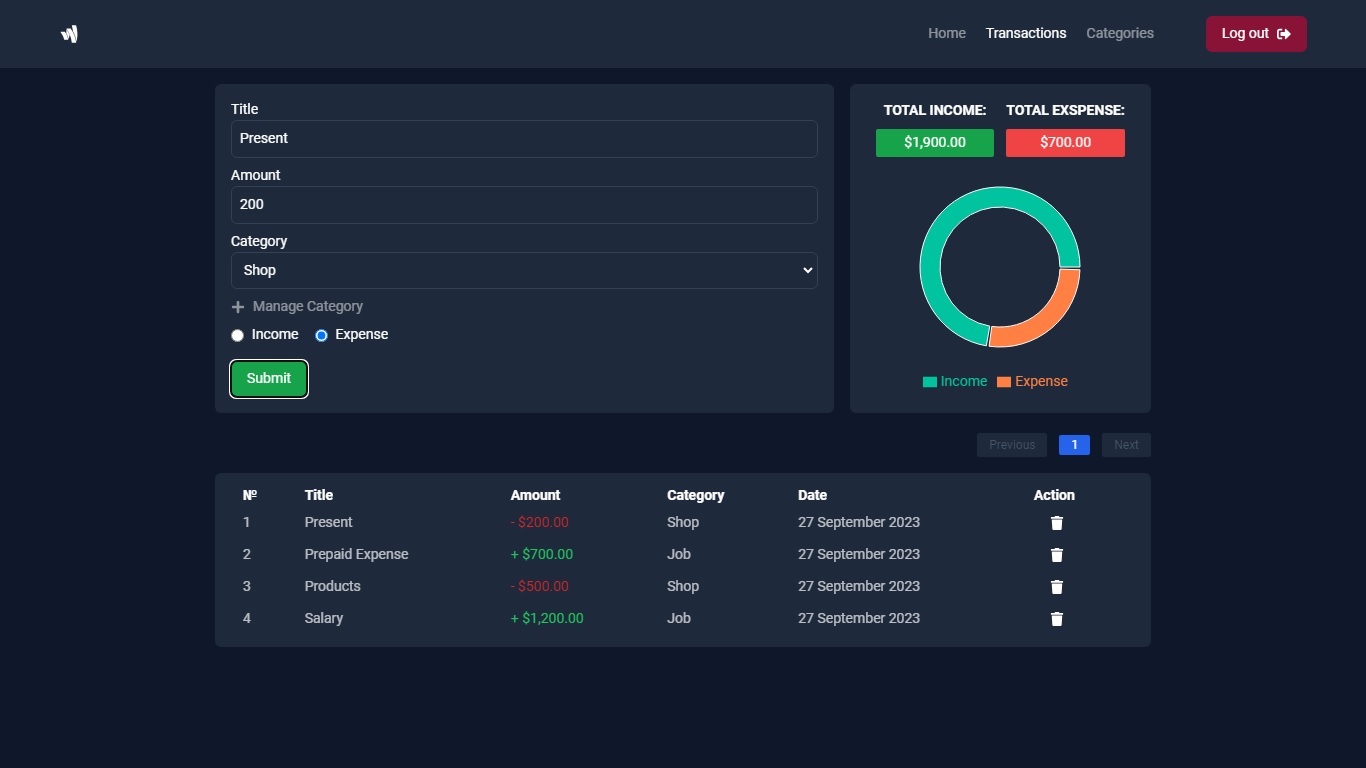 Home Transactions Categories Log out
Title
Present
Amount
200
Category
Shop
Manage Category
Income Expense
Submit
TOTAL INCOME: TOTAL EXSPENSE:
$1,900.00 $700.00
Income Expense
Previous 1 Next
№ Title Amount Category Date Action
1 Present - $200.00 Shop 27 September 2023
2 Prepaid Expense + $700.00 Job 27 September 2023
3 Products - $500.00 Shop 27 September 2023
4 Salary + $1,200.00 Job 27 September 2023